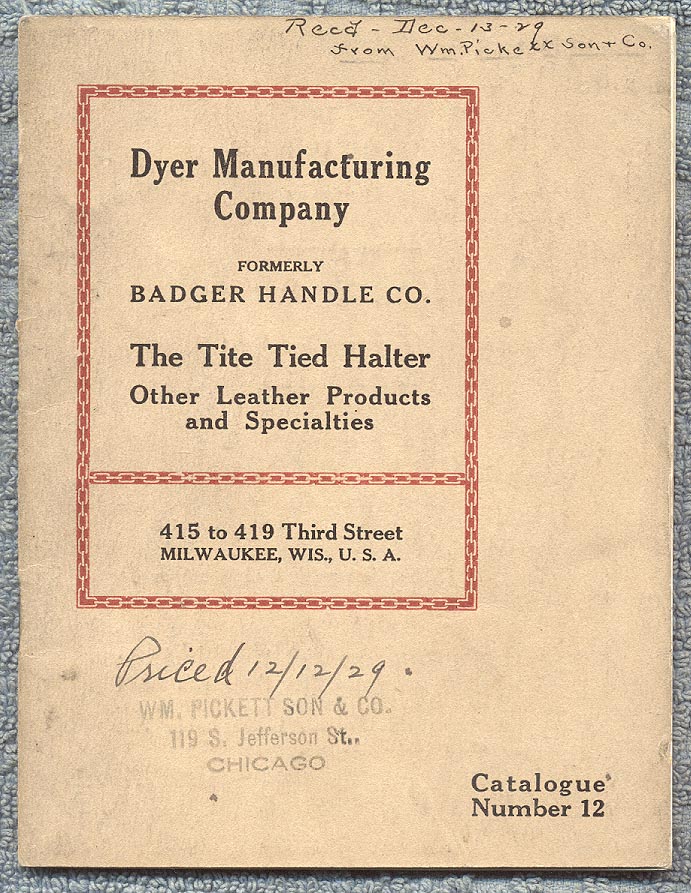 Recd - Dec - 13 - 29
from Wm. Pickett Son & Co.
Dyer Manufacturing
Company
FORMERLY
BADGER HANDLE CO.
The Tite Tied Halter
Other Leather Products
and Specialties
415 to 419 Third Street
MILWAUKEE, WIS., U. S. A.
Priced 12/12/29.
WM. PICKETT SON & CO.
119 S. Jefferson St..
CHICAGO
Catalogue
Number 12